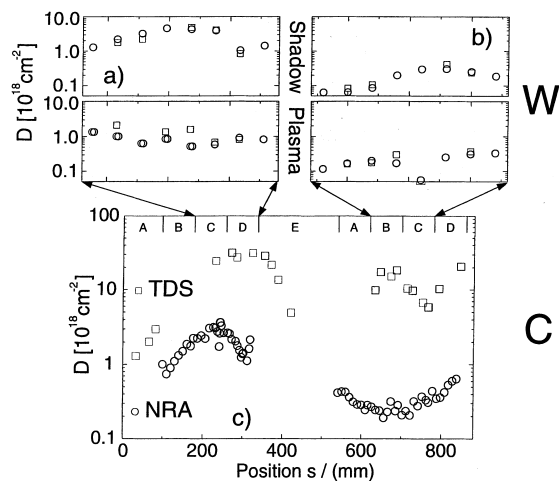 10.0
1.0
0.1
a)
Shadow
b)
W
D [10^18 cm^-2]
10.0
1.0
0.1
Plasma
100
A B C D E A B C D
10
1
0.1
D [10^18 cm^-2]
TDS
NRA
c)
C
0 200 400 600 800
Position s / (mm)